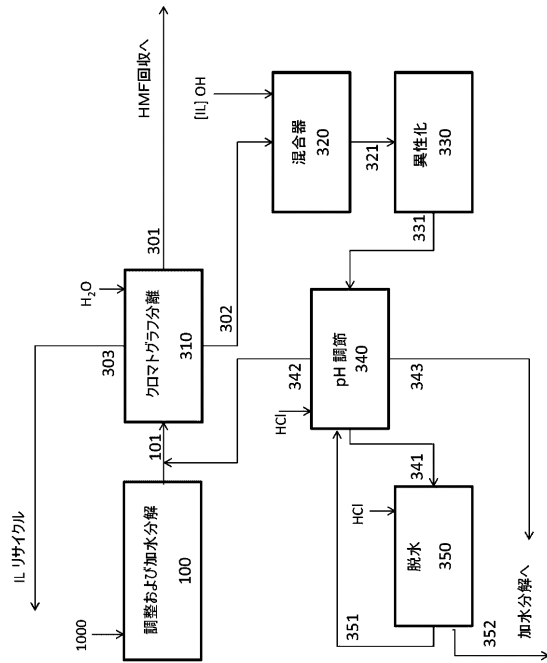 1000
調整および加水分解
100
101
IL リサイクル
303
H₂O
クロマトグラフ分離
310
301
HMF回収へ
302
[IL] OH
混合器
320
321
異性化
330
331
HCl
pH 調節
340
342
343
341
HCl
脱水
350
351
352
加水分解へ